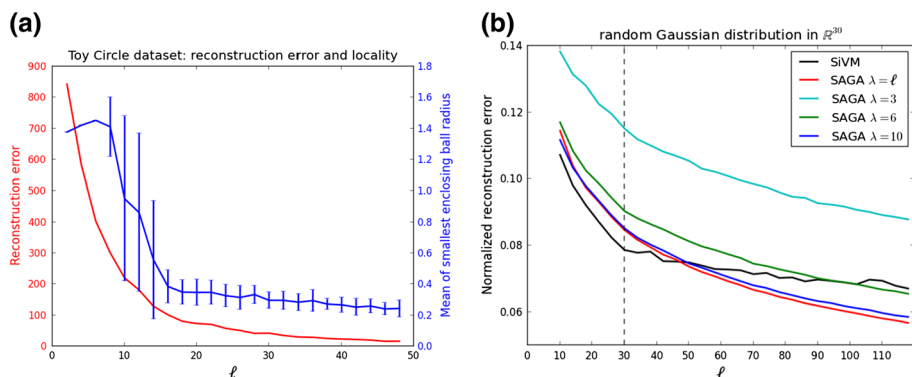 (a)
Toy Circle dataset: reconstruction error and locality
900
800
700
600
500
400
300
200
100
0
Reconstruction error
1.8
1.6
1.4
1.2
1.0
0.8
0.6
0.4
0.2
0.0
Mean of smallest enclosing ball radius
0 10 20 30 40 50
ℓ
(b)
random Gaussian distribution in ℝ³⁰
0.14
0.12
0.10
0.08
0.06
Normalized reconstruction error
SiVM
SAGA λ = ℓ
SAGA λ = 3
SAGA λ = 6
SAGA λ = 10
0 10 20 30 40 50 60 70 80 90 100 110
ℓ